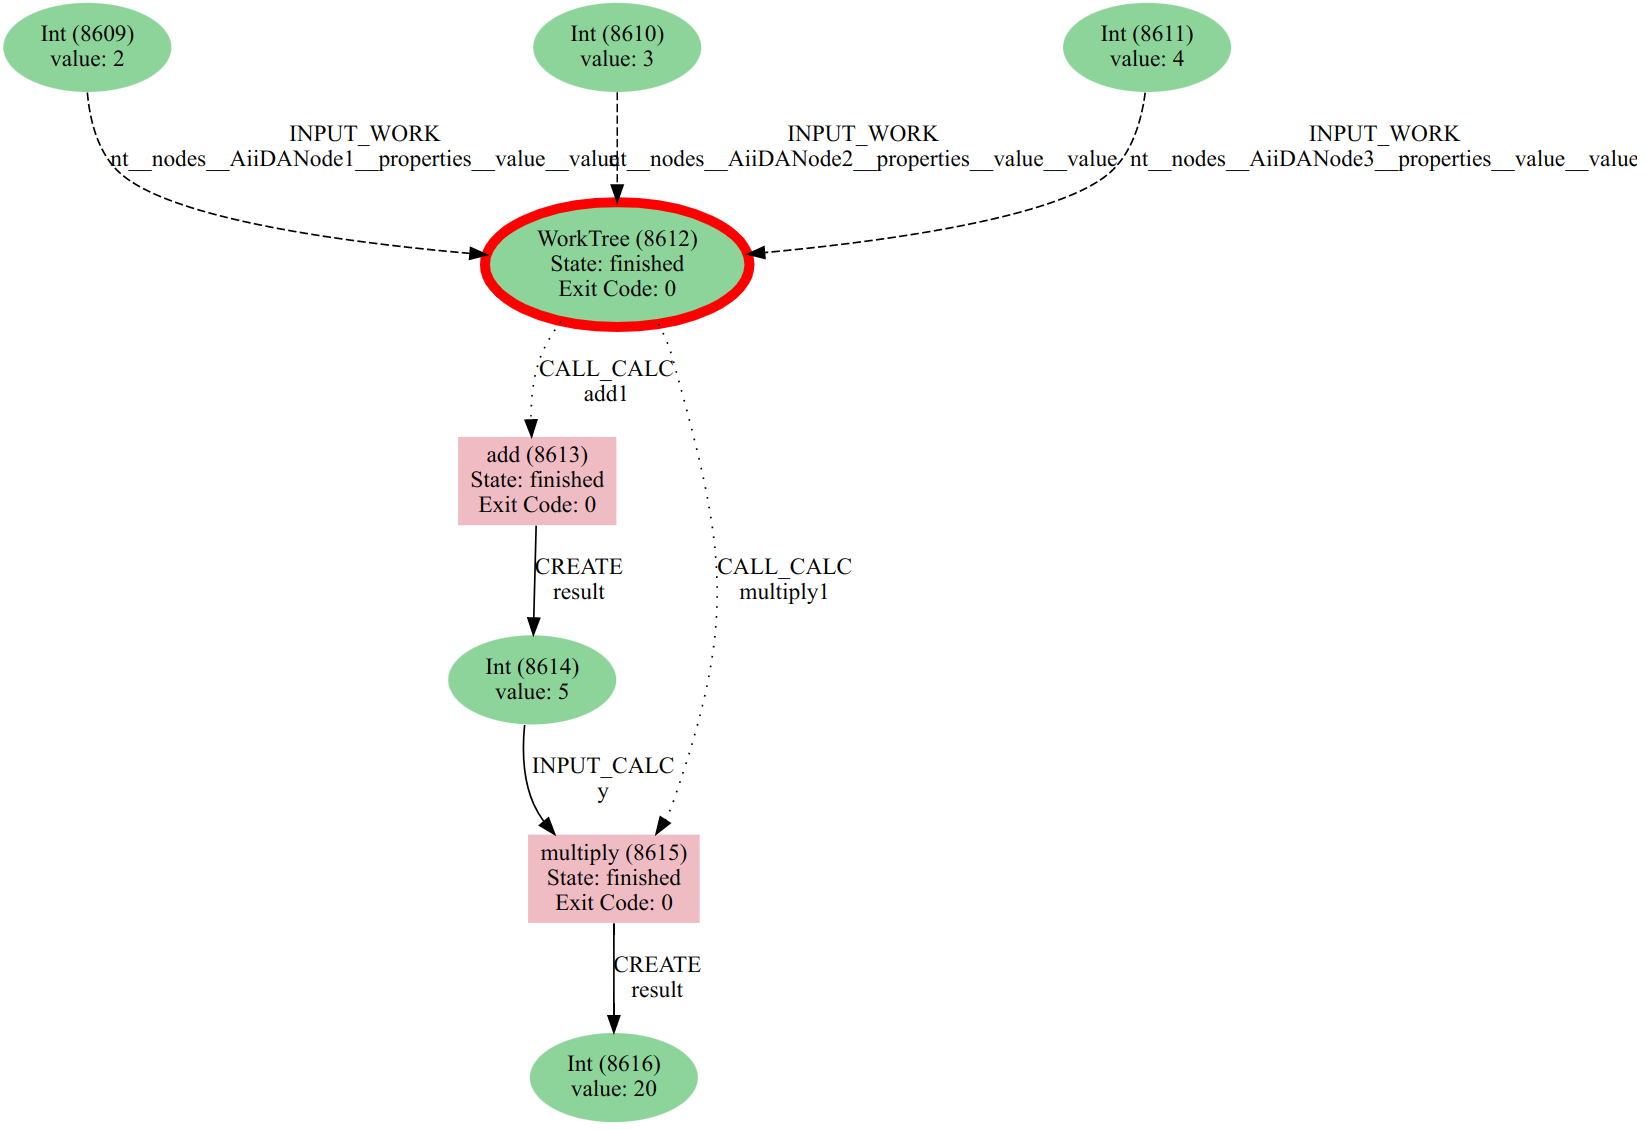 Int (8609)
value: 2
Int (8610)
value: 3
Int (8611)
value: 4
INPUT_WORK
nt__nodes__AiiDANode1__properties__value__value
INPUT_WORK
nt__nodes__AiiDANode2__properties__value__value
INPUT_WORK
nt__nodes__AiiDANode3__properties__value__value
WorkTree (8612)
State: finished
Exit Code: 0
CALL_CALC
add1
add (8613)
State: finished
Exit Code: 0
CREATE
result
CALL_CALC
multiply1
Int (8614)
value: 5
INPUT_CALC
y
multiply (8615)
State: finished
Exit Code: 0
CREATE
result
Int (8616)
value: 20